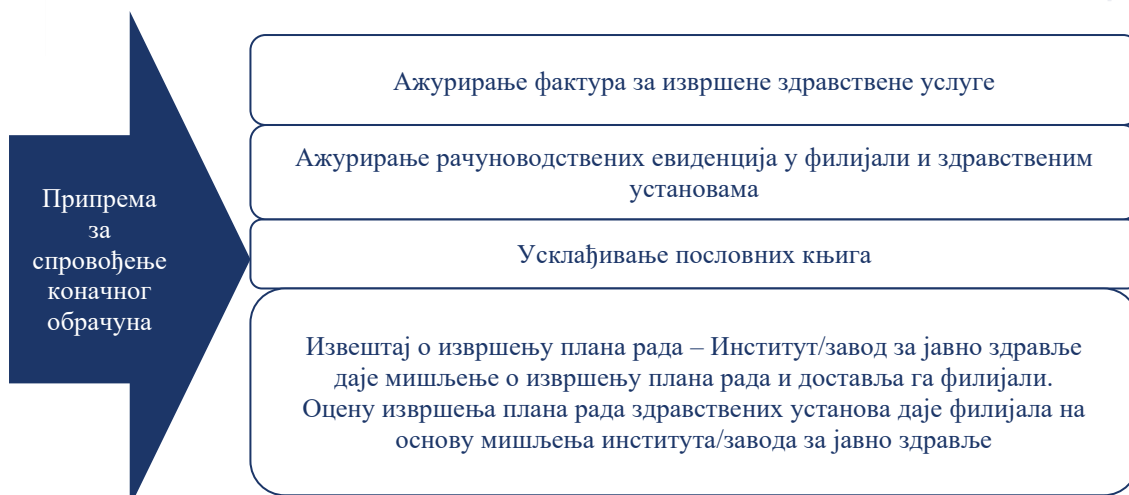 Припрема
за
спровођење
коначног
обрачуна
Ажурирање фактура за извршене здравствене услуге
Ажурирање рачуноводствених евиденција у филијали и здравственим
установама
Усклађивање пословних књига
Извештај о извршењу плана рада – Институт/завод за јавно здравље
даје мишљење о извршењу плана рада и доставља га филијали.
Оцену извршења плана рада здравствених установа даје филијала на
основу мишљења института/завода за јавно здравље